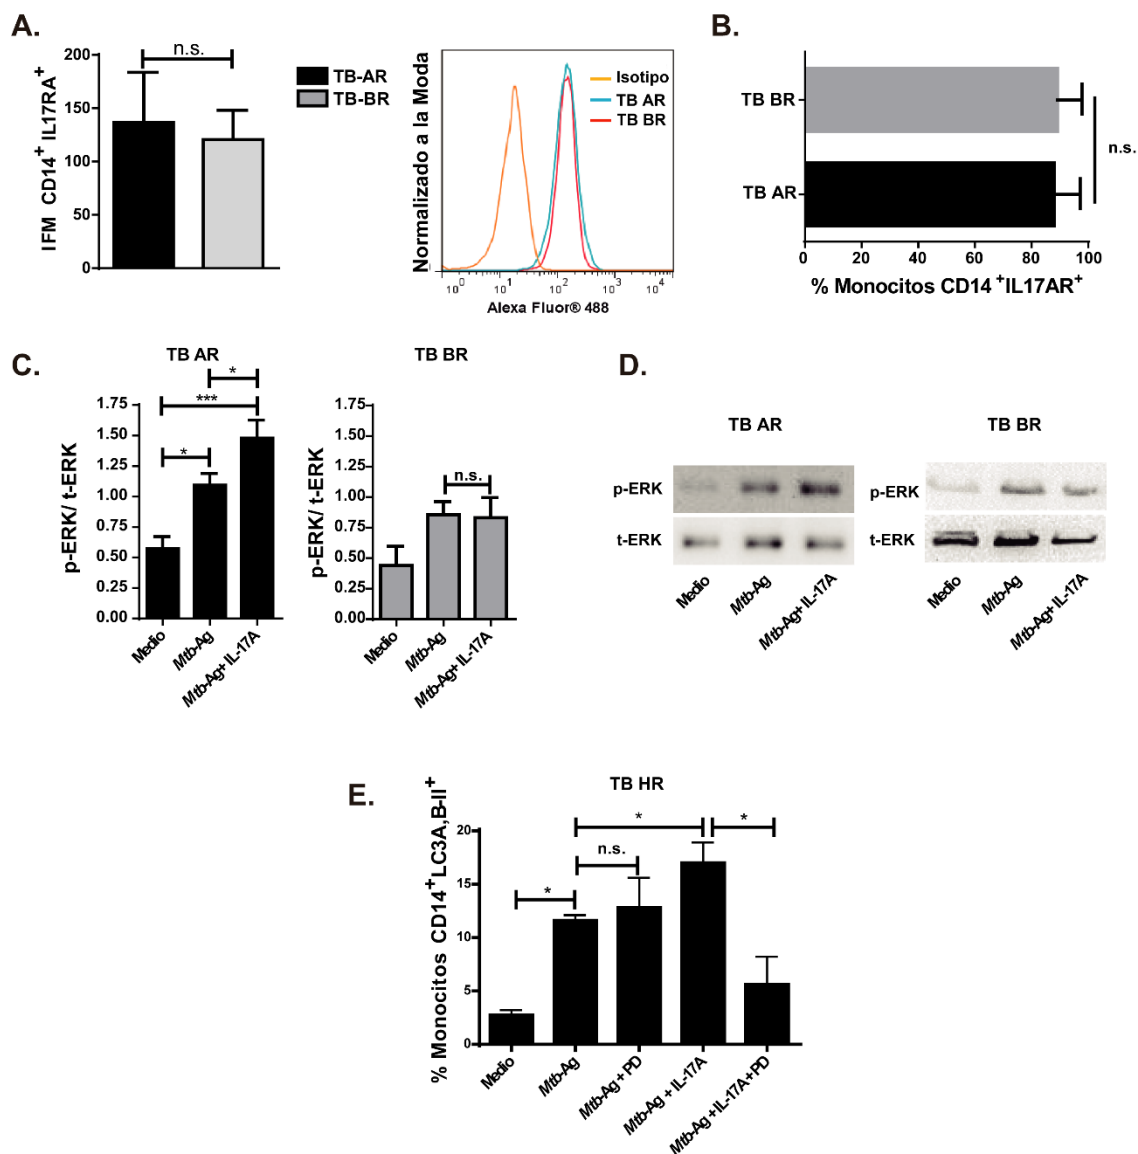 A.
n.s.
IFM CD14+ IL17RA+
200
150
100
50
0
TB-AR
TB-BR
Normalizado a la Moda
Isotipo
TB AR
TB BR
10^0 10^1 10^2 10^3 10^4
Alexa Fluor® 488
B.
TB BR
TB AR
n.s.
0 20 40 60 80 100
% Monocitos CD14+IL17AR+
C.
TB AR
*
***
*
p-ERK/ t-ERK
1.75
1.50
1.25
1.00
0.75
0.50
0.25
0.00
Medio
Mtb-Ag
Mtb-Ag+ IL-17A
TB BR
n.s.
p-ERK/ t-ERK
1.75
1.50
1.25
1.00
0.75
0.50
0.25
0.00
Medio
Mtb-Ag
Mtb-Ag+ IL-17A
D.
TB AR
p-ERK
t-ERK
Medio
Mtb-Ag
Mtb-Ag+ IL-17A
TB BR
p-ERK
t-ERK
Medio
Mtb-Ag
Mtb-Ag+ IL-17A
E.
TB HR
*
*
n.s.
*
% Monocitos CD14+LC3A,B-II+
20
15
10
5
0
Medio
Mtb-Ag
Mtb-Ag + PD
Mtb-Ag + IL-17A
Mtb-Ag +IL-17A+PD